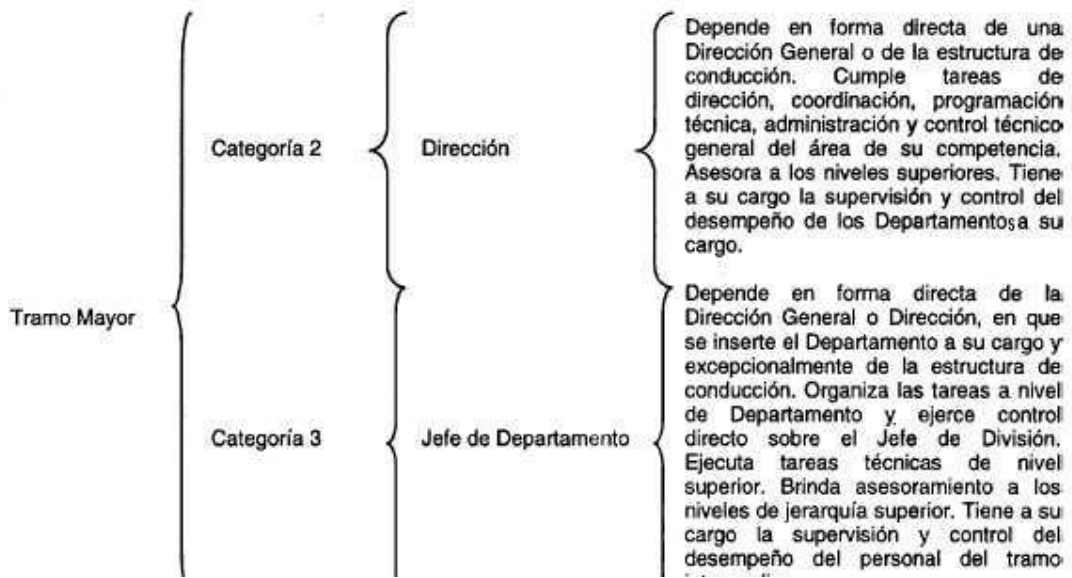 Tramo Mayor
Categoría 2
Dirección
Depende en forma directa de una
Dirección General o de la estructura de
conducción. Cumple tareas de
dirección, coordinación, programación
técnica, administración y control técnico
general del área de su competencia.
Asesora a los niveles superiores. Tiene
a su cargo la supervisión y control del
desempeño de los Departamentos a su
cargo.
Categoría 3
Jefe de Departamento
Depende en forma directa de la
Dirección General o Dirección, en que
se inserte el Departamento a su cargo y
excepcionalmente de la estructura de
conducción. Organiza las tareas a nivel
de Departamento y ejerce control
directo sobre el Jefe de División.
Ejecuta tareas técnicas de nivel
superior. Brinda asesoramiento a los
niveles de jerarquía superior. Tiene a su
cargo la supervisión y control del
desempeño del personal del tramo